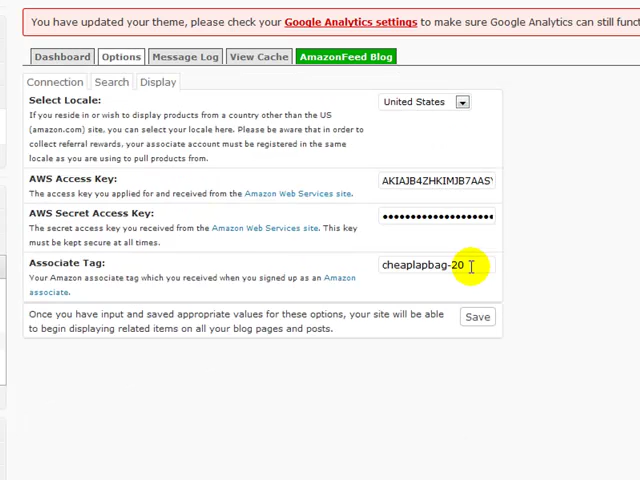 You have updated your theme, please check your Google Analytics settings to make sure Google Analytics can still
Dashboard Options Message Log View Cache AmazonFeed Blog
Connection Search Display
Select Locale: United States
If you reside in or wish to display products from a country other than the US
(amazon.com) site, you can select your locale here. Please be aware that in order to
collect referral rewards, your associate account must be registered in the same
locale as you are using to pull products from.
AWS Access Key: AKIAJB4ZHKIMJB7AAS
The access key you applied for and received from the Amazon Web Services site.
AWS Secret Access Key:
The secret access key you received from the Amazon Web Services site. This key
must be kept secure at all times.
Associate Tag: cheaplapbag-20
Your Amazon associate tag which you received when you signed up as an Amazon
associate.
Once you have input and saved appropriate values for these options, your site will be able
to begin displaying related items on all your blog pages and posts.
Save